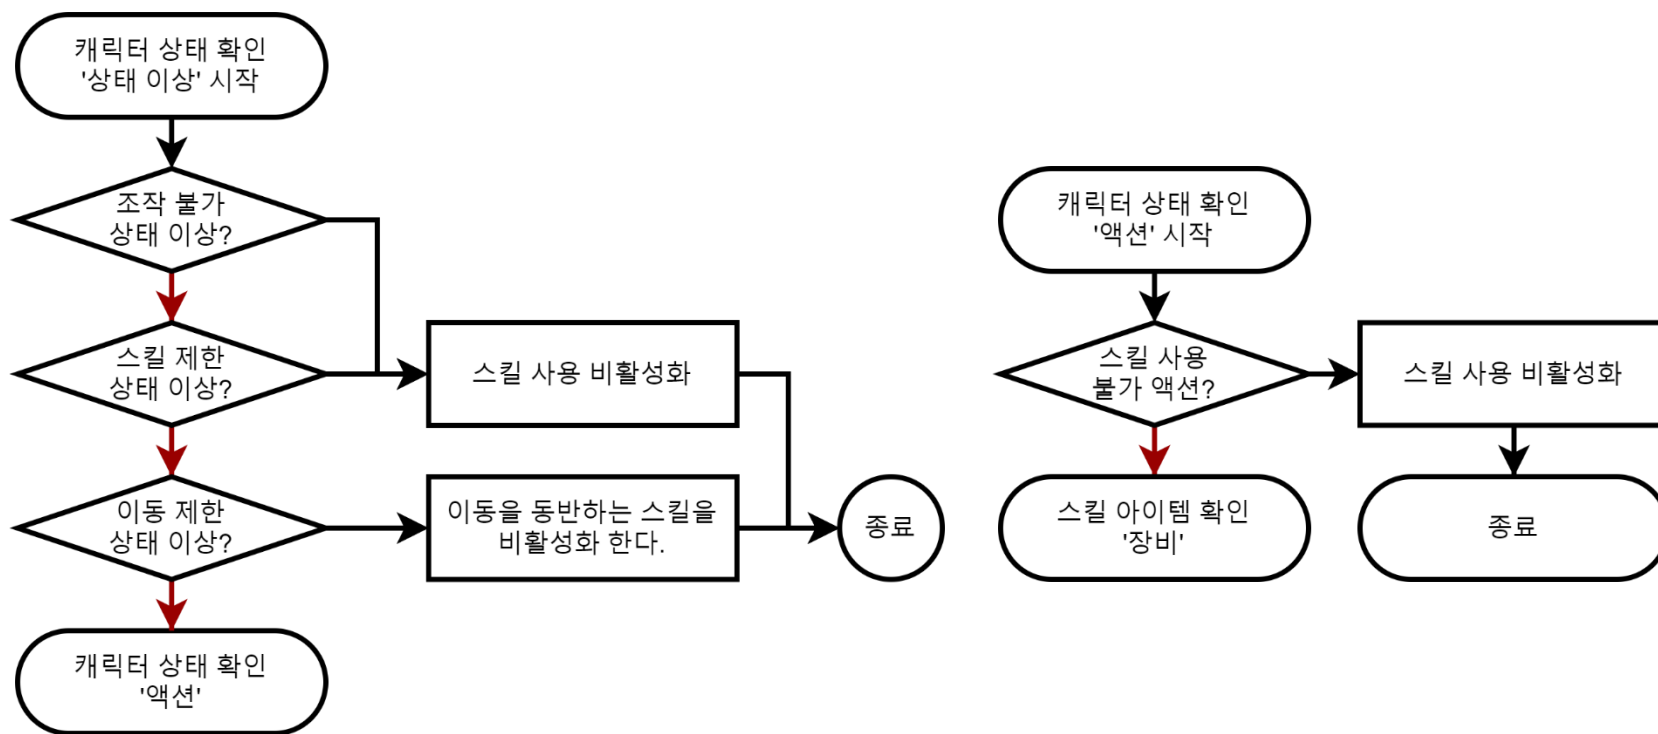 캐릭터 상태 확인
'상태 이상' 시작
조작 불가
상태 이상?
스킬 제한
상태 이상?
스킬 사용 비활성화
이동 제한
상태 이상?
이동을 동반하는 스킬을
비활성화 한다.
종료
캐릭터 상태 확인
'액션'
캐릭터 상태 확인
'액션' 시작
스킬 사용
불가 액션?
스킬 사용 비활성화
스킬 아이템 확인
'장비'
종료